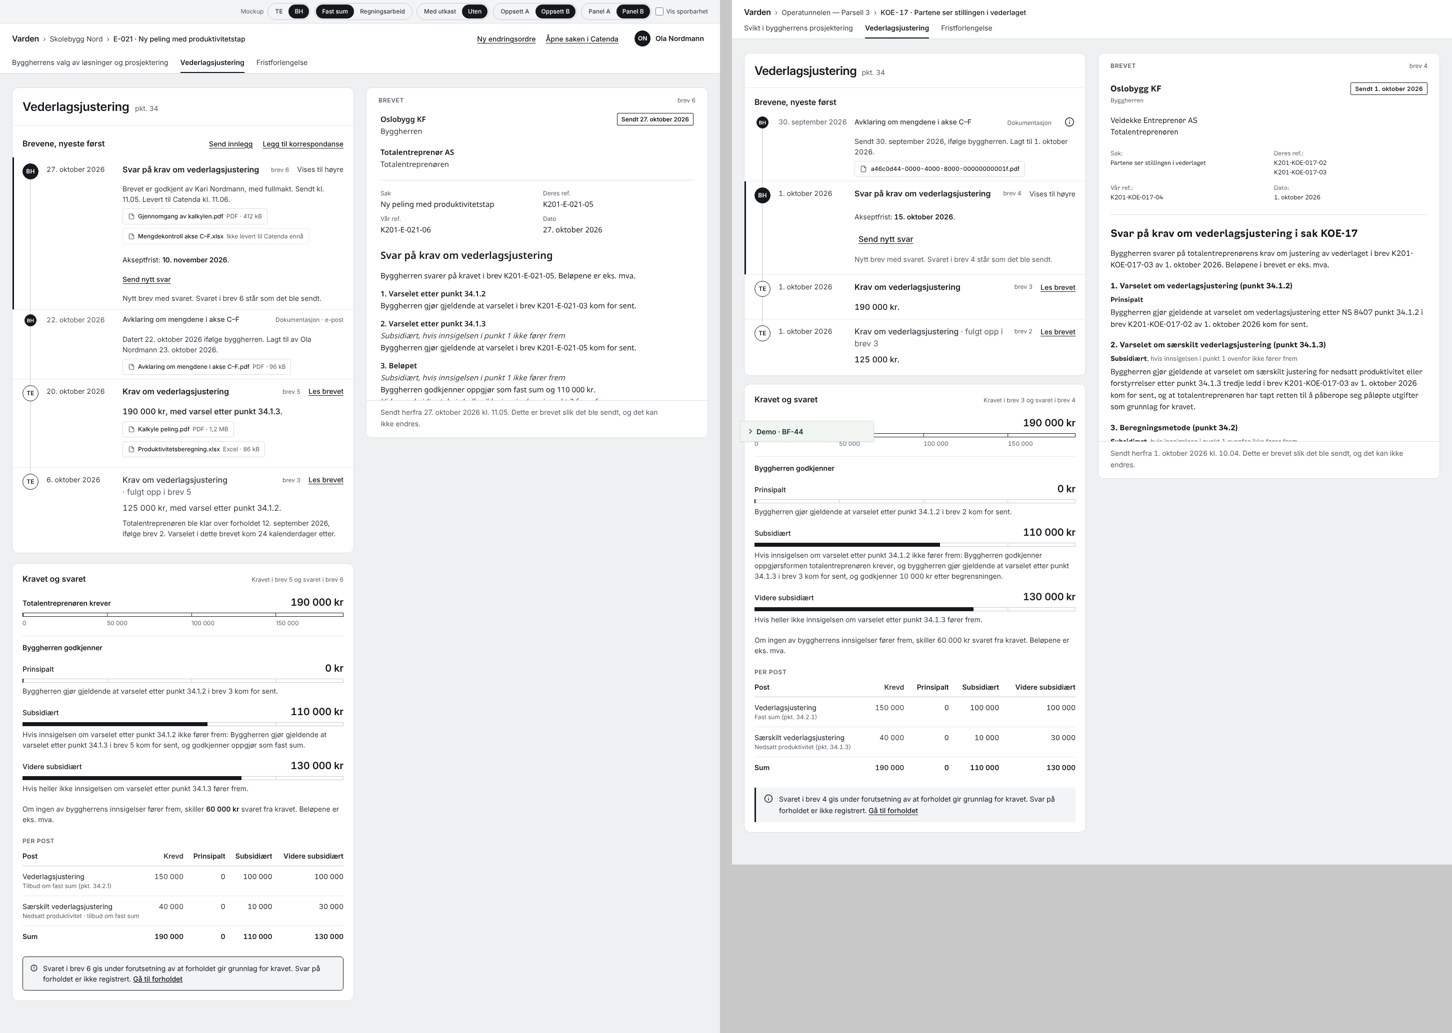 Mockup TE BH Fast sum Regningsarbeid Med utkast Uten Oppsett A Oppsett B Panel A Panel B Vis sporbarhet
Varden › Skolebygg Nord › E-021 · Ny peling med produktivitetstap
Ny endringsordre Åpne saken i Catenda ON Ola Nordmann
Byggherrens valg av løsninger og prosjektering Vederlagsjustering Fristforlengelse
Vederlagsjustering pkt. 34
Brevene, nyeste først Send innlegg Legg til korrespondanse
BH 27. oktober 2026 Svar på krav om vederlagsjustering brev 6 Vises til høyre
Brevet er godkjent av Kari Nordmann, med fullmakt. Sendt kl.
11.05. Levert til Catenda kl. 11.06.
Gjennomgang av kalkylen.pdf PDF · 412 kB
Mengdekontroll akse C–F.xlsx Ikke levert til Catenda ennå
Akseptfrist: 10. november 2026.
Send nytt svar
Nytt brev med svaret. Svaret i brev 6 står som det ble sendt.
BH 22. oktober 2026 Avklaring om mengdene i akse C–F Dokumentasjon · e-post
Datert 22. oktober 2026 ifølge byggherren. Lagt til av Ola
Nordmann 23. oktober 2026.
Avklaring om mengdene i akse C–F.pdf PDF · 96 kB
TE 20. oktober 2026 Krav om vederlagsjustering brev 5 Les brevet
190 000 kr, med varsel etter punkt 34.1.3.
Kalkyle peling.pdf PDF · 1,2 MB
Produktivitetsberegning.xlsx Excel · 86 kB
TE 6. oktober 2026 Krav om vederlagsjustering brev 3 Les brevet
· fulgt opp i brev 5
125 000 kr, med varsel etter punkt 34.1.2.
Totalentreprenøren ble klar over forholdet 12. september 2026,
ifølge brev 2. Varselet i dette brevet kom 24 kalenderdager etter.
Kravet og svaret Kravet i brev 5 og svaret i brev 6
Totalentreprenøren krever 190 000 kr
0 50 000 100 000 150 000
Byggherren godkjenner
Prinsipalt 0 kr
Byggherren gjør gjeldende at varselet etter punkt 34.1.2 i brev 3 kom for sent.
Subsidiært 110 000 kr
Hvis innsigelsen om varselet etter punkt 34.1.2 ikke fører frem: Byggherren gjør gjeldende at
varselet etter punkt 34.1.3 i brev 5 kom for sent, og godkjenner oppgjør som fast sum.
Videre subsidiært 130 000 kr
Hvis heller ikke innsigelsen om varselet etter punkt 34.1.3 fører frem.
Om ingen av byggherrens innsigelser fører frem, skiller 60 000 kr svaret fra kravet. Beløpene er
eks. mva.
PER POST
Post Krevd Prinsipalt Subsidiært Videre subsidiært
Vederlagsjustering 150 000 0 100 000 100 000
Tilbud om fast sum (pkt. 34.2.1)
Særskilt vederlagsjustering 40 000 0 10 000 30 000
Nedsatt produktivitet · tilbud om fast sum
Sum 190 000 0 110 000 130 000
Svaret i brev 6 gis under forutsetning av at forholdet gir grunnlag for kravet. Svar på
forholdet er ikke registrert. Gå til forholdet
BREVET brev 6
Oslobygg KF Sendt 27. oktober 2026
Byggherren
Totalentreprenør AS
Totalentreprenøren
Sak Deres ref.
Ny peling med produktivitetstap K201-E-021-05
Vår ref. Dato
K201-E-021-06 27. oktober 2026
Svar på krav om vederlagsjustering
Byggherren svarer på kravet i brev K201-E-021-05. Beløpene er eks. mva.
1. Varselet etter punkt 34.1.2
Byggherren gjør gjeldende at varselet i brev K201-E-021-03 kom for sent.
2. Varselet etter punkt 34.1.3
Subsidiært, hvis innsigelsen i punkt 1 ikke fører frem
Byggherren gjør gjeldende at varselet i brev K201-E-021-05 kom for sent.
3. Beløpet
Subsidiært, hvis innsigelsen i punkt 1 ikke fører frem
Byggherren godkjenner oppgjør som fast sum og 110 000 kr.
Sendt herfra 27. oktober 2026 kl. 11.05. Dette er brevet slik det ble sendt, og det kan
ikke endres.
Varden › Operatunnelen — Parsell 3 › KOE-17 · Partene ser stillingen i vederlaget
Svikt i byggherrens prosjektering Vederlagsjustering Fristforlengelse
Vederlagsjustering pkt. 34
Brevene, nyeste først
BH 30. september 2026 Avklaring om mengdene i akse C–F Dokumentasjon
Sendt 30. september 2026, ifølge byggherren. Lagt til 1. oktober
2026.
a46c0d44-0000-4000-8000-00000000001f.pdf
BH 1. oktober 2026 Svar på krav om vederlagsjustering brev 4 Vises til høyre
Akseptfrist: 15. oktober 2026.
Send nytt svar
Nytt brev med svaret. Svaret i brev 4 står som det ble sendt.
TE 1. oktober 2026 Krav om vederlagsjustering brev 3 Les brevet
190 000 kr.
TE 1. oktober 2026 Krav om vederlagsjustering · fulgt opp i brev 2 Les brevet
brev 3
125 000 kr.
Kravet og svaret Kravet i brev 3 og svaret i brev 4
190 000 kr
Demo · BF-44
0 50 000 100 000 150 000
Byggherren godkjenner
Prinsipalt 0 kr
Byggherren gjør gjeldende at varselet etter punkt 34.1.2 i brev 2 kom for sent.
Subsidiært 110 000 kr
Hvis innsigelsen om varselet etter punkt 34.1.2 ikke fører frem: Byggherren godkjenner
oppgjørsformen totalentreprenøren krever, og byggherren gjør gjeldende at varselet etter punkt
34.1.3 i brev 3 kom for sent, og godkjenner 10 000 kr etter begrensningen.
Videre subsidiært 130 000 kr
Hvis heller ikke innsigelsen om varselet etter punkt 34.1.3 fører frem.
Om ingen av byggherrens innsigelser fører frem, skiller 60 000 kr svaret fra kravet. Beløpene er
eks. mva.
PER POST
Post Krevd Prinsipalt Subsidiært Videre subsidiært
Vederlagsjustering 150 000 0 100 000 100 000
Fast sum (pkt. 34.2.1)
Særskilt vederlagsjustering 40 000 0 10 000 30 000
Nedsatt produktivitet (pkt. 34.1.3)
Sum 190 000 0 110 000 130 000
Svaret i brev 4 gis under forutsetning av at forholdet gir grunnlag for kravet. Svar på
forholdet er ikke registrert. Gå til forholdet
BREVET brev 4
Oslobygg KF Sendt 1. oktober 2026
Byggherren
Veidekke Entreprenør AS
Totalentreprenøren
Sak: Deres ref.:
Partene ser stillingen i vederlaget K201-KOE-017-02
K201-KOE-017-03
Vår ref.: Dato:
K201-KOE-017-04 1. oktober 2026
Svar på krav om vederlagsjustering i sak KOE-17
Byggherren viser til totalentreprenørens krav om justering av vederlaget i brev K201-
KOE-017-03 av 1. oktober 2026. Beløpene i brevet er eks. mva.
1. Varselet om vederlagsjustering (punkt 34.1.2)
Prinsipalt
Byggherren gjør gjeldende at varselet om vederlagsjustering etter NS 8407 punkt 34.1.2 i
brev K201-KOE-017-02 av 1. oktober 2026 kom for sent.
2. Varselet om særskilt vederlagsjustering (punkt 34.1.3)
Subsidiært, hvis innsigelsen i punkt 1 ovenfor ikke fører frem
Byggherren gjør gjeldende at varselet om særskilt justering for nedsatt produktivitet eller
forstyrrelser etter punkt 34.1.3 tredje ledd i brev K201-KOE-017-03 av 1. oktober 2026
kom for sent, og at totalentreprenøren har tapt retten til å påberope seg påløpte utgifter
som grunnlag for kravet.
3. Beregningsmetode (punkt 34.2)
Subsidiært, hvis innsigelsen i punkt 1 ovenfor ikke fører frem
Sendt herfra 1. oktober 2026 kl. 10.04. Dette er brevet slik det ble sendt, og det kan ikke
endres.